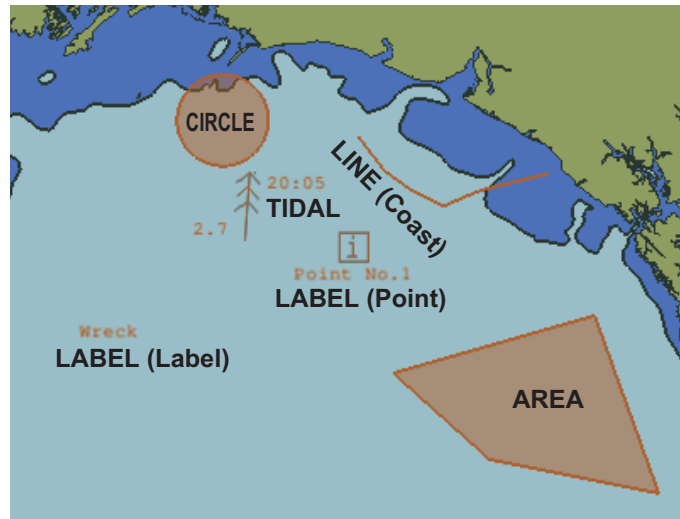 CIRCLE
LINE (Coast)
20:05
TIDAL
2.7
i
Point No.1
LABEL (Point)
Wreck
LABEL (Label)
AREA